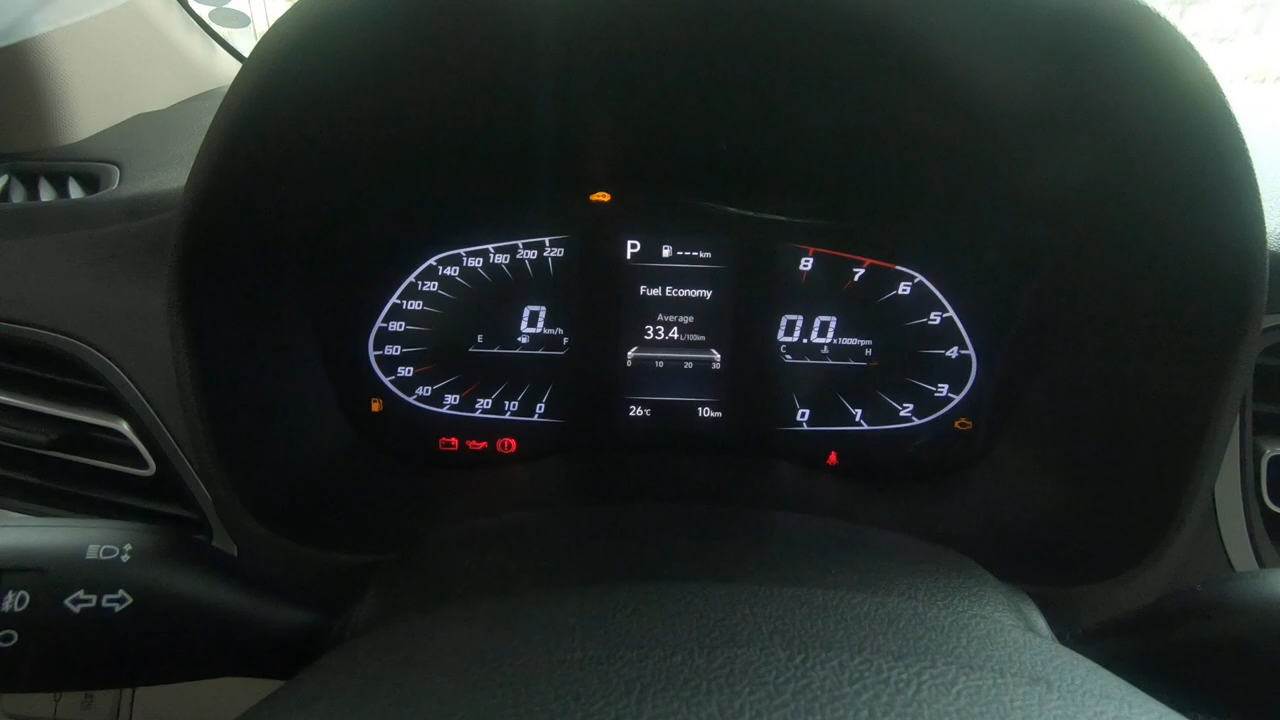 220
200
180
160
140
120
100
80
60
50
40
30
20
10
0
0 km/h
E F
P --- km
Fuel Economy
Average
33.4 L/100km
0 10 20 30
26°C 10km
8
7
6
5
4
3
2
1
0
0.0 x1000rpm
C H